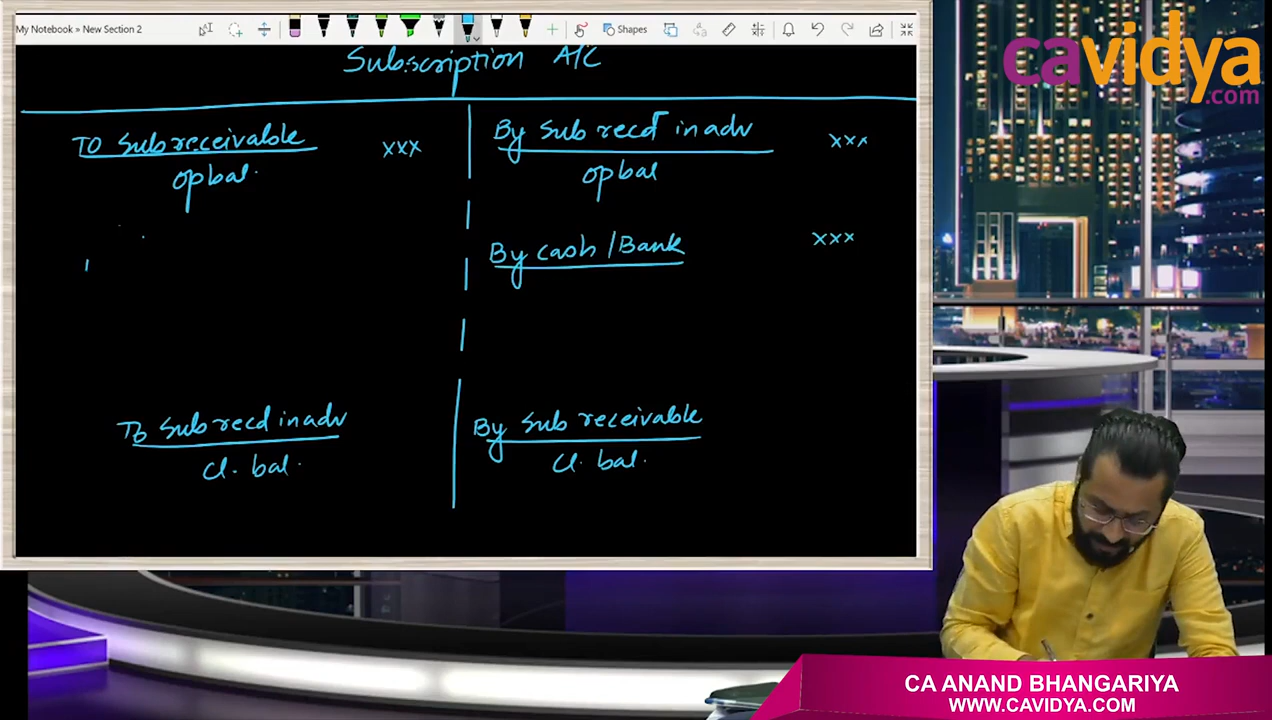 My Notebook » New Section 2
Shapes
cavidya
.com
Subscription A/C
To Sub receivable xxx
op bal.
By Sub recd in adv xxx
op bal
By cash/Bank xxx
To Sub recd in adv
cl. bal.
By Sub receivable
cl. bal.
CA ANAND BHANGARIYA
WWW.CAVIDYA.COM